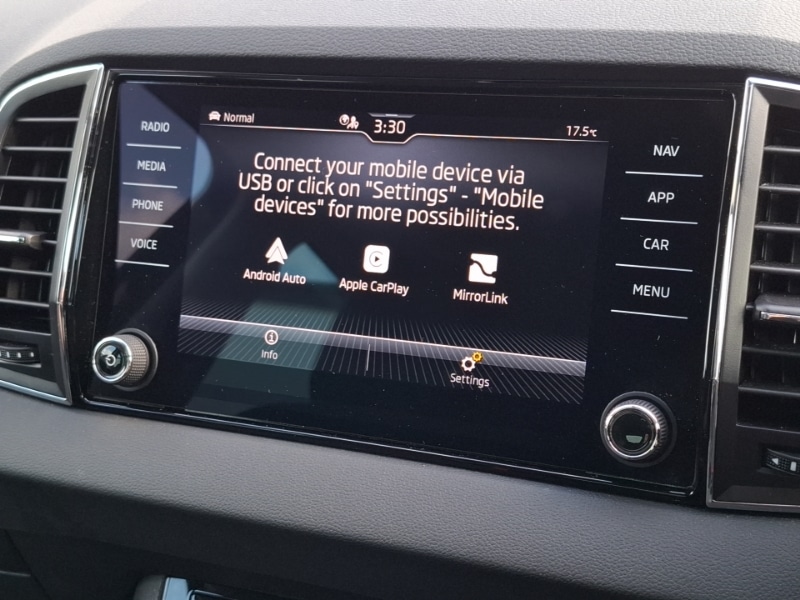 Normal
3:30
17.5°C
RADIO
MEDIA
PHONE
VOICE
NAV
APP
CAR
MENU
Connect your mobile device via
USB or click on "Settings" - "Mobile
devices" for more possibilities.
Android Auto
Apple CarPlay
MirrorLink
Info
Settings